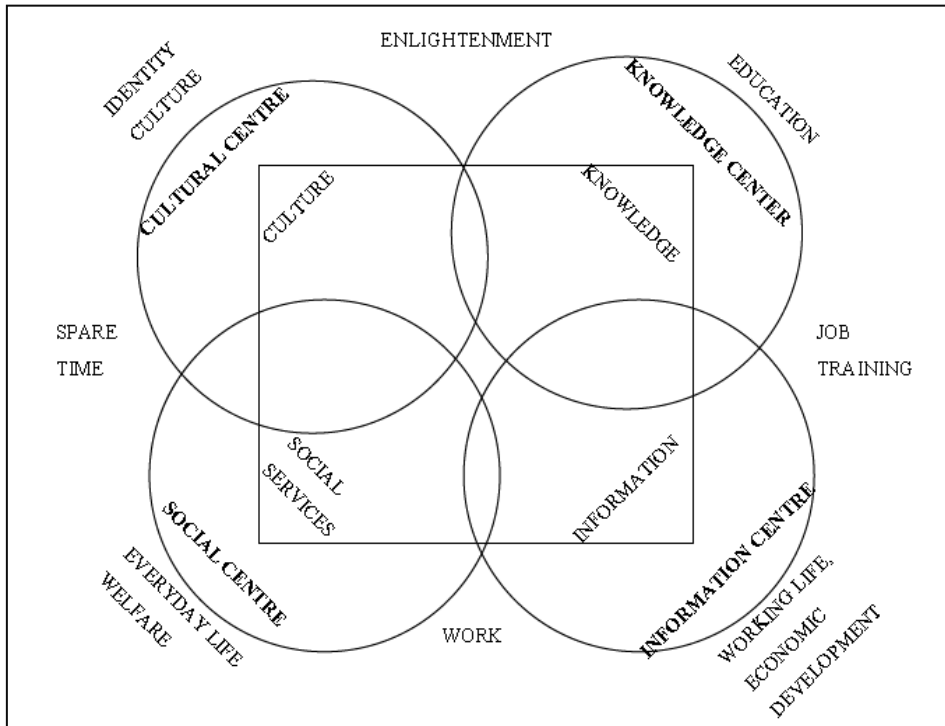 ENLIGHTENMENT
IDENTITY
CULTURE
CULTURAL CENTRE
CULTURE
KNOWLEDGE CENTER
EDUCATION
KNOWLEDGE
SPARE
TIME
JOB
TRAINING
SOCIAL
SERVICES
INFORMATION
SOCIAL CENTRE
EVERYDAY LIFE
WELFARE
WORK
INFORMATION CENTRE
WORKING LIFE,
ECONOMIC
DEVELOPMENT